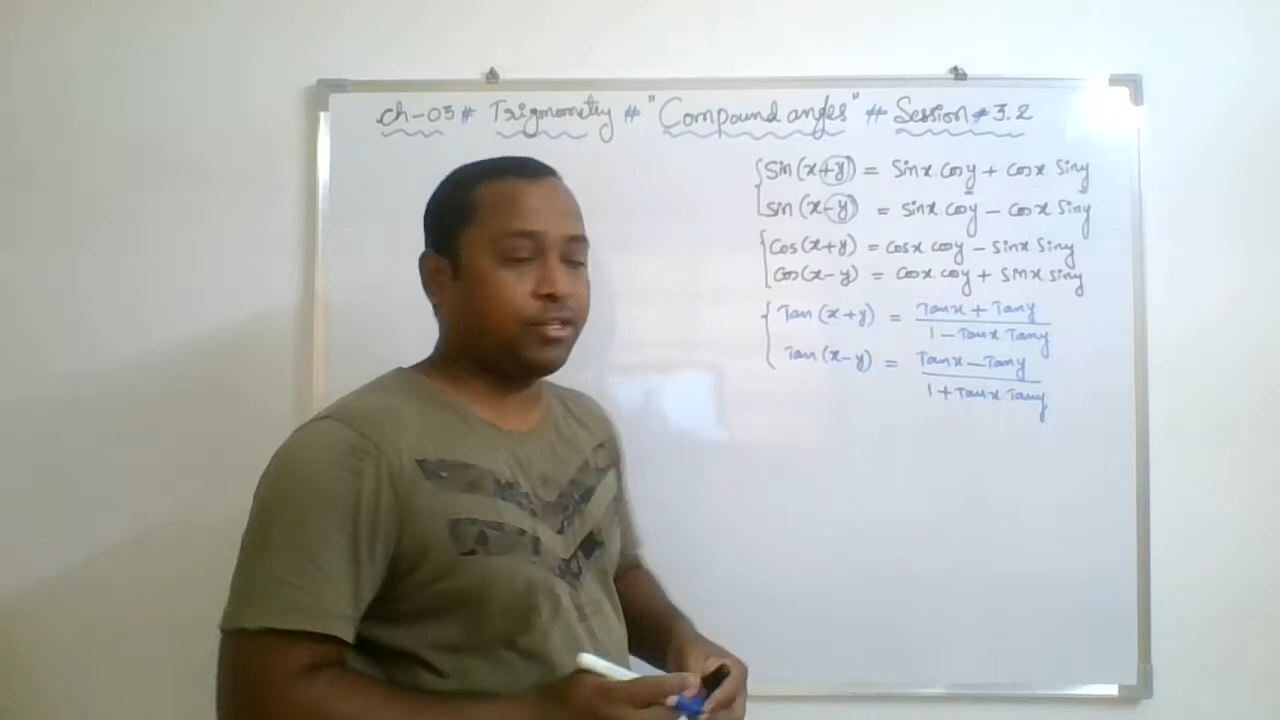 ch-03 # Trigonometry # "Compound angles" # Session # 3.2
Sin (x+y) = Sinx Cosy + Cosx Siny
Sin (x-y) = Sinx Cosy - Cosx Siny
Cos (x+y) = Cosx Cosy - Sinx Siny
Cos (x-y) = Cosx Cosy + Sinx Siny
Tan (x+y) = Tanx + Tany
1 - Tanx Tany
Tan (x-y) = Tanx - Tany
1 + Tanx Tany